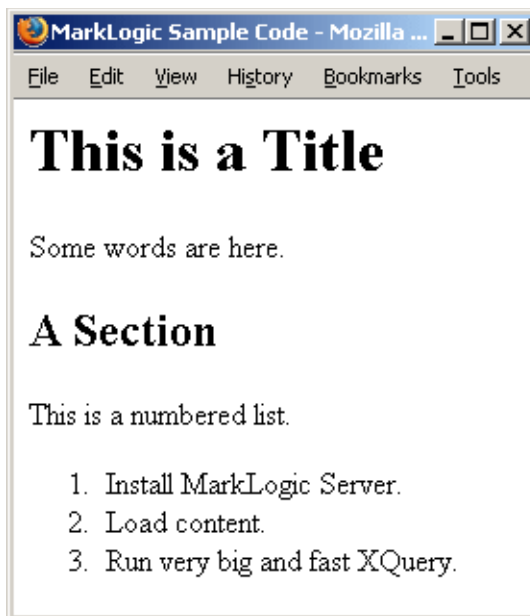 MarkLogic Sample Code - Mozilla ...
File Edit View History Bookmarks Tools
This is a Title
Some words are here.
A Section
This is a numbered list.
1. Install MarkLogic Server.
2. Load content.
3. Run very big and fast XQuery.